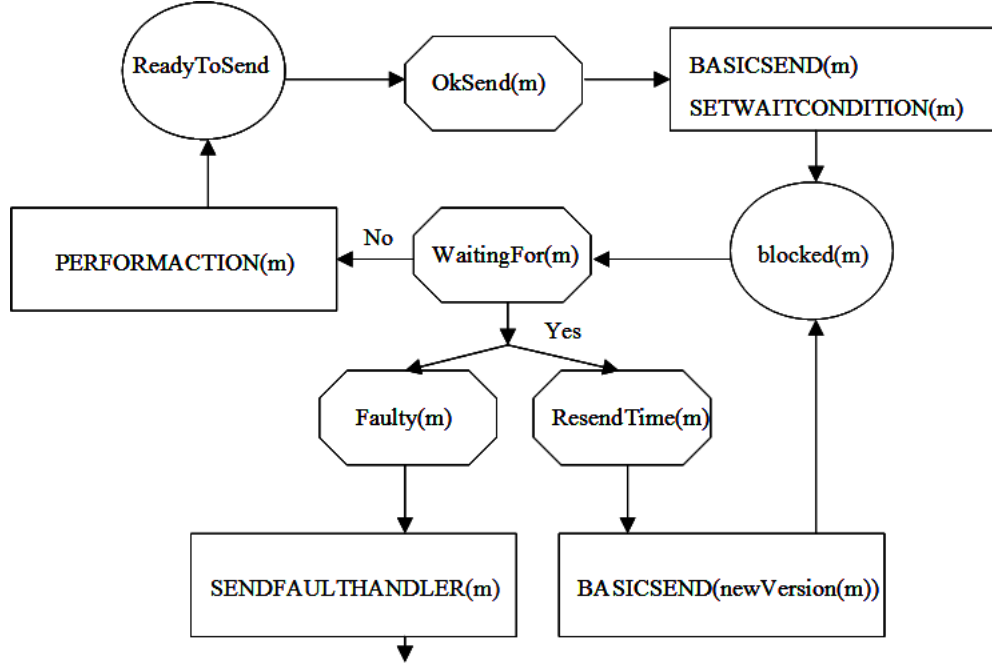 ReadyToSend
OkSend(m)
BASICSEND(m)
SETWAITCONDITION(m)
PERFORMACTION(m)
No
WaitingFor(m)
blocked(m)
Yes
Faulty(m)
ResendTime(m)
SENDFAULTHANDLER(m)
BASICSEND(newVersion(m))